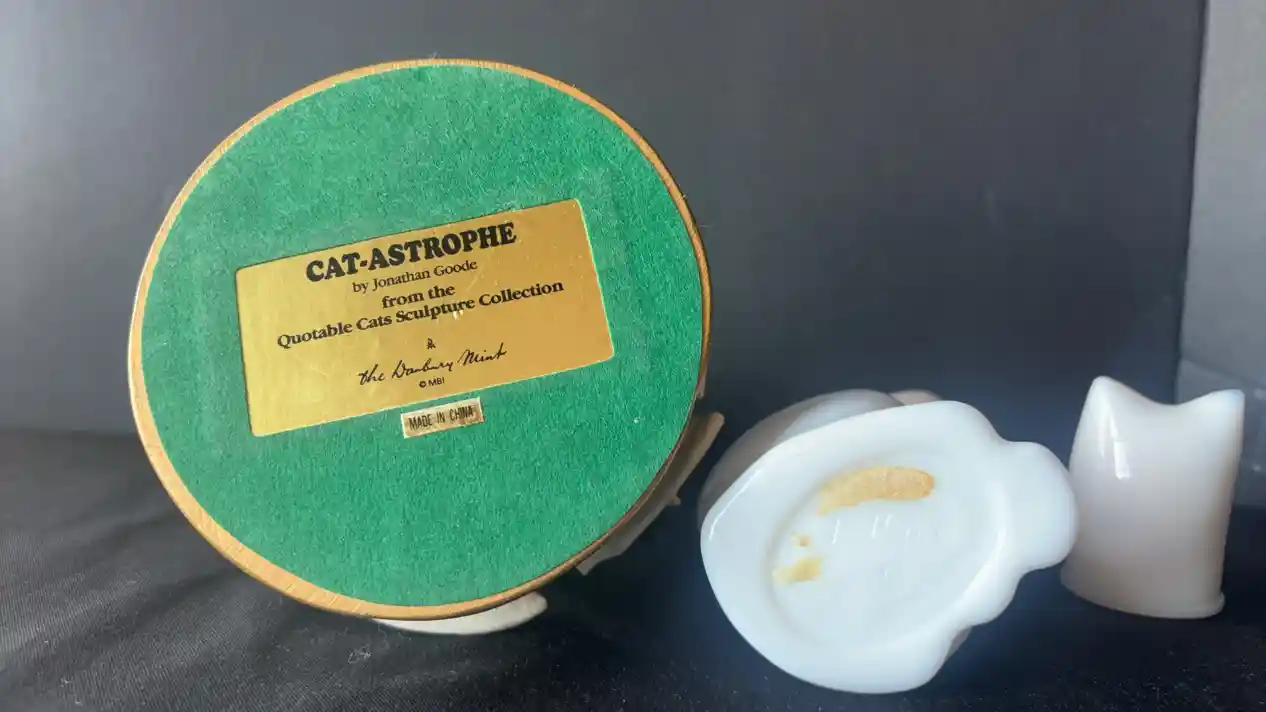 CAT-ASTROPHE
by Jonathan Goode
from the
Quotable Cats Sculpture Collection
the Danbury Mint
© MBI
MADE IN CHINA